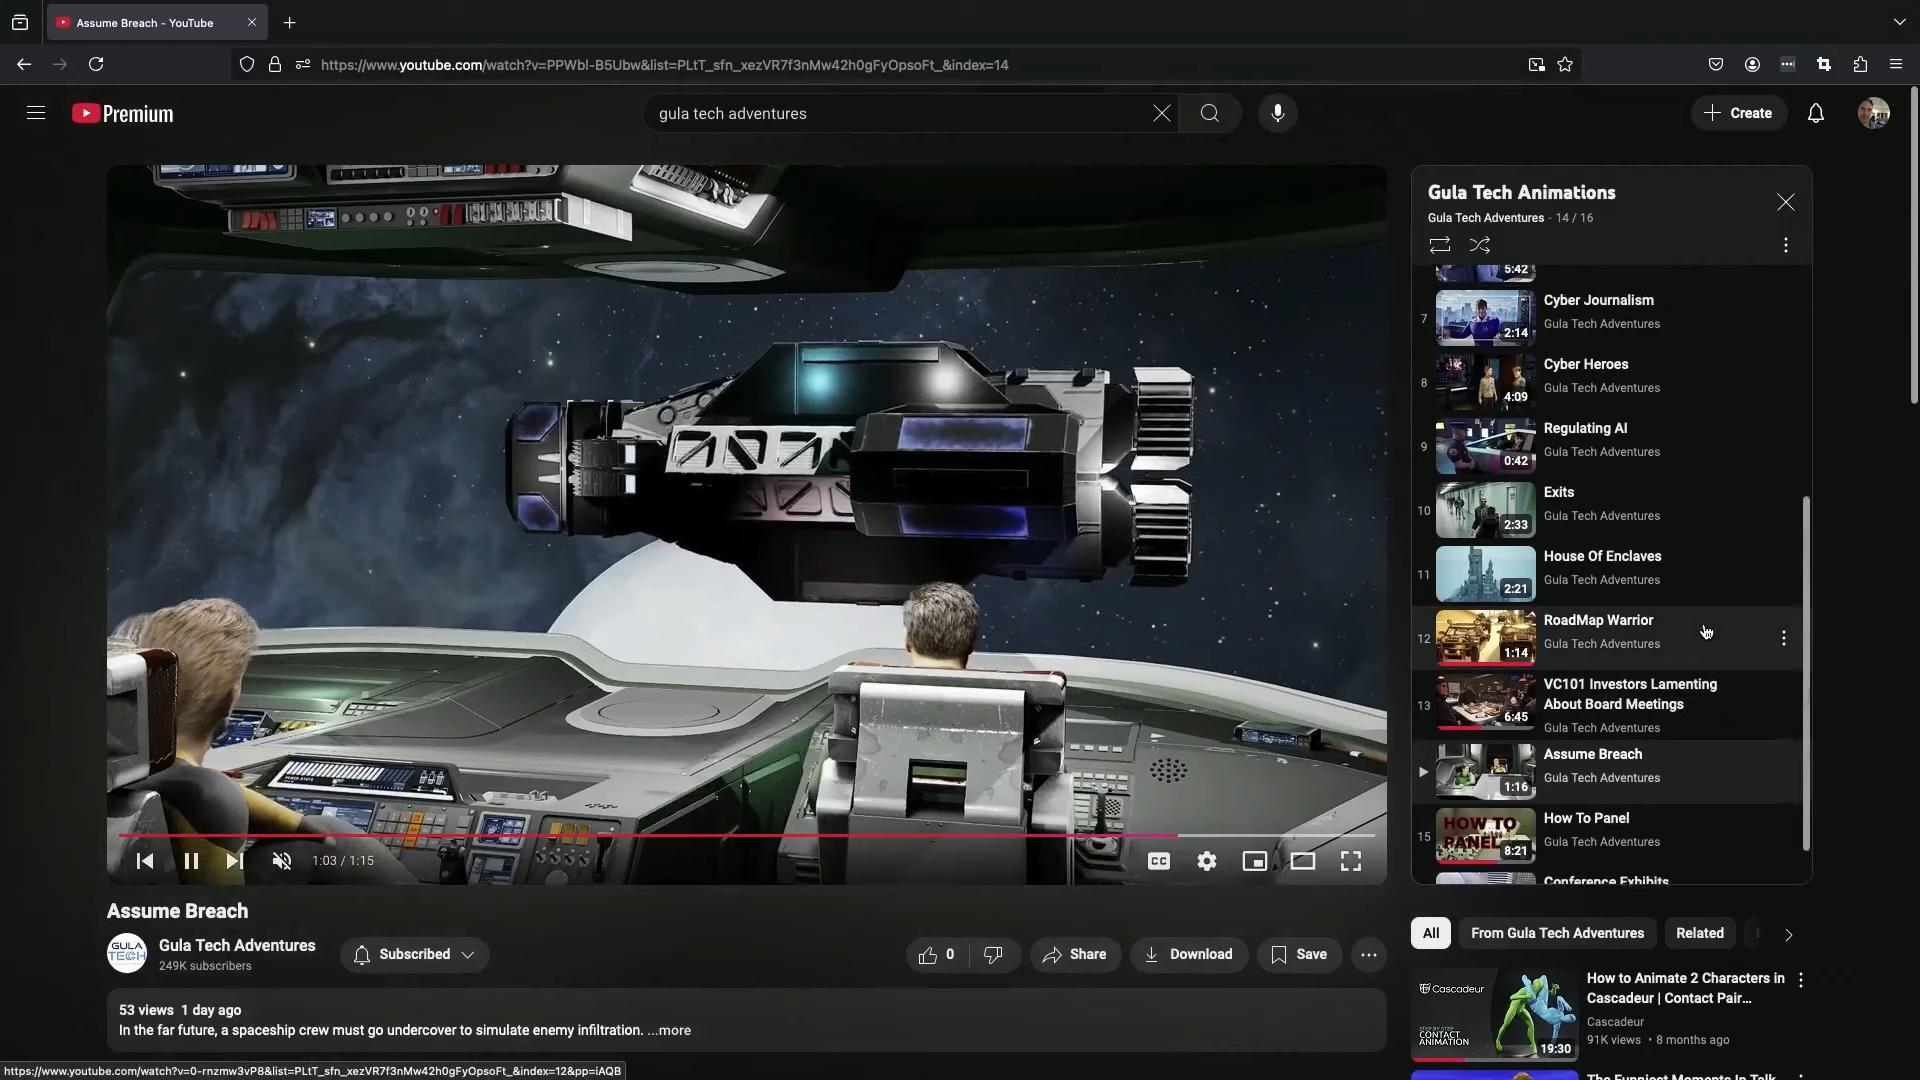 Assume Breach - YouTube
https://www.youtube.com/watch?v=PPWbl-B5Ubw&list=PLtT_sfn_xezVR7f3nMw42h0gFyOpsoFt_&index=14
Premium
gula tech adventures
Create
Gula Tech Animations
Gula Tech Adventures - 14 / 16
5:42
7
Cyber Journalism
Gula Tech Adventures
2:14
8
Cyber Heroes
Gula Tech Adventures
4:09
9
Regulating AI
Gula Tech Adventures
0:42
10
Exits
Gula Tech Adventures
2:33
11
House Of Enclaves
Gula Tech Adventures
2:21
12
RoadMap Warrior
Gula Tech Adventures
1:14
13
VC101 Investors Lamenting
About Board Meetings
Gula Tech Adventures
6:45
Assume Breach
Gula Tech Adventures
1:16
15
HOW TO
PANEL
How To Panel
Gula Tech Adventures
8:21
Conference Exhibits
1:03 / 1:15
CC
Assume Breach
GULA
TECH
Gula Tech Adventures
249K subscribers
Subscribed
0
Share
Download
Save
53 views 1 day ago
In the far future, a spaceship crew must go undercover to simulate enemy infiltration. ...more
All
From Gula Tech Adventures
Related
Cascadeur
STEP BY STEP
CONTACT
ANIMATION
19:30
How to Animate 2 Characters in
Cascadeur | Contact Pair...
Cascadeur
91K views • 8 months ago
The Funniest Moments In Talk
https://www.youtube.com/watch?v=0-rnzmw3vP8&list=PLtT_sfn_xezVR7f3nMw42h0gFyOpsoFt_&index=12&pp=iAQB